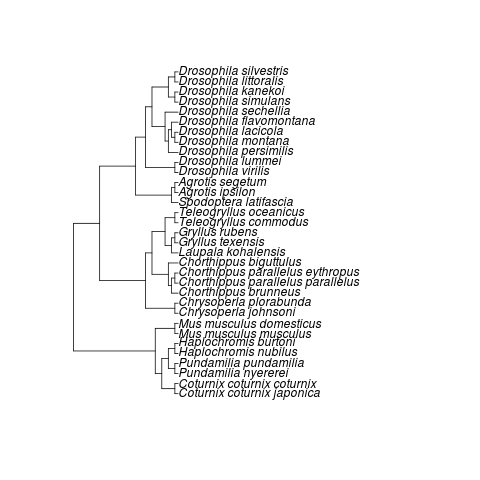 Drosophila silvestris
Drosophila littoralis
Drosophila kanekoi
Drosophila simulans
Drosophila sechellia
Drosophila flavomontana
Drosophila lacicola
Drosophila montana
Drosophila persimilis
Drosophila lummei
Drosophila virilis
Agrotis segetum
Agrotis ipsilon
Spodoptera latifascia
Teleogryllus oceanicus
Teleogryllus commodus
Gryllus rubens
Gryllus texensis
Laupala kohalensis
Chorthippus biguttulus
Chorthippus parallelus eythropus
Chorthippus parallelus parallelus
Chorthippus brunneus
Chrysoperla plorabunda
Chrysoperla johnsoni
Mus musculus domesticus
Mus musculus musculus
Haplochromis burtoni
Haplochromis nubilus
Pundamilia pundamilia
Pundamilia nyererei
Coturnix coturnix coturnix
Coturnix coturnix japonica